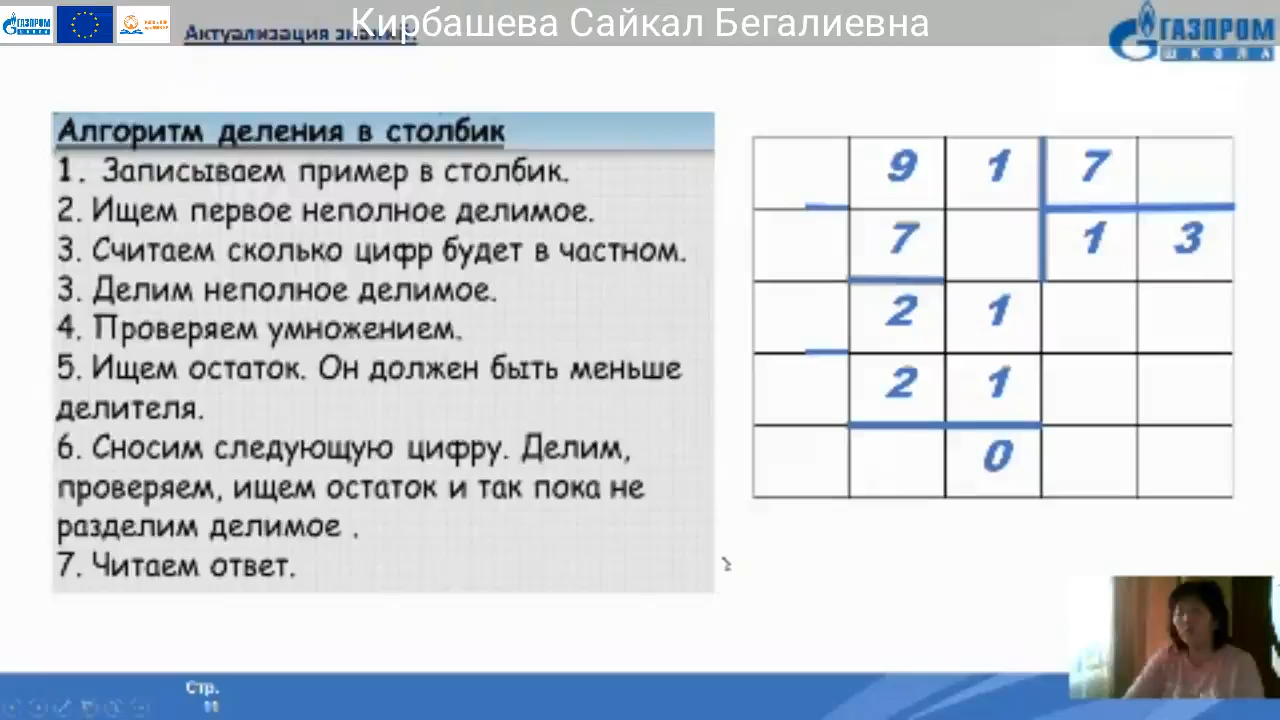 Кирбашева Сайкал Бегалиевна
ГАЗПРОМ
ШКОЛА
Алгоритм деления в столбик
1. Записываем пример в столбик.
2. Ищем первое неполное делимое.
3. Считаем сколько цифр будет в частном.
3. Делим неполное делимое.
4. Проверяем умножением.
5. Ищем остаток. Он должен быть меньше
делителя.
6. Сносим следующую цифру. Делим,
проверяем, ищем остаток и так пока не
разделим делимое .
7. Читаем ответ.
9 1 7
7 1 3
2 1
2 1
0
Стр.